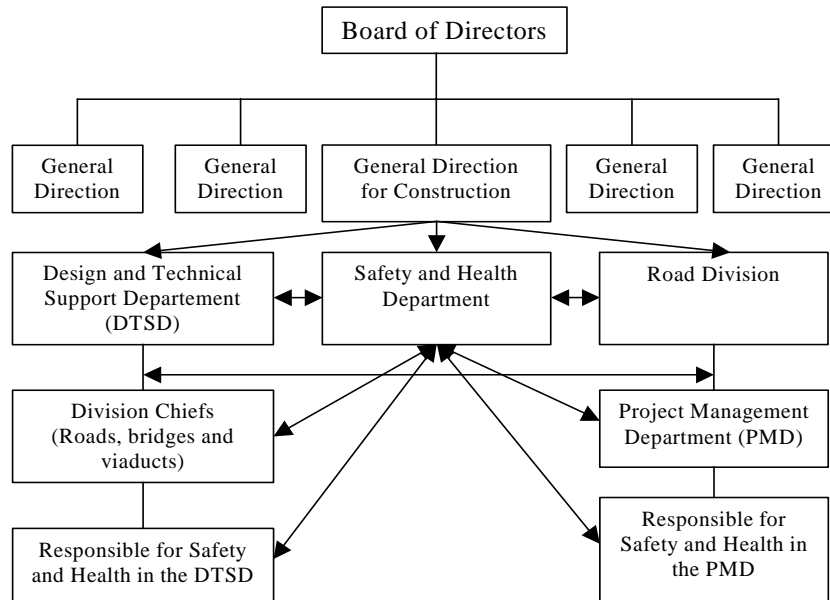 Board of Directors
General
Direction
General
Direction
General Direction
for Construction
General
Direction
General
Direction
Design and Technical
Support Departement
(DTSD)
Safety and Health
Department
Road Division
Division Chiefs
(Roads, bridges and
viaducts)
Project Management
Department (PMD)
Responsible for Safety
and Health in the DTSD
Responsible for
Safety and Health in
the PMD